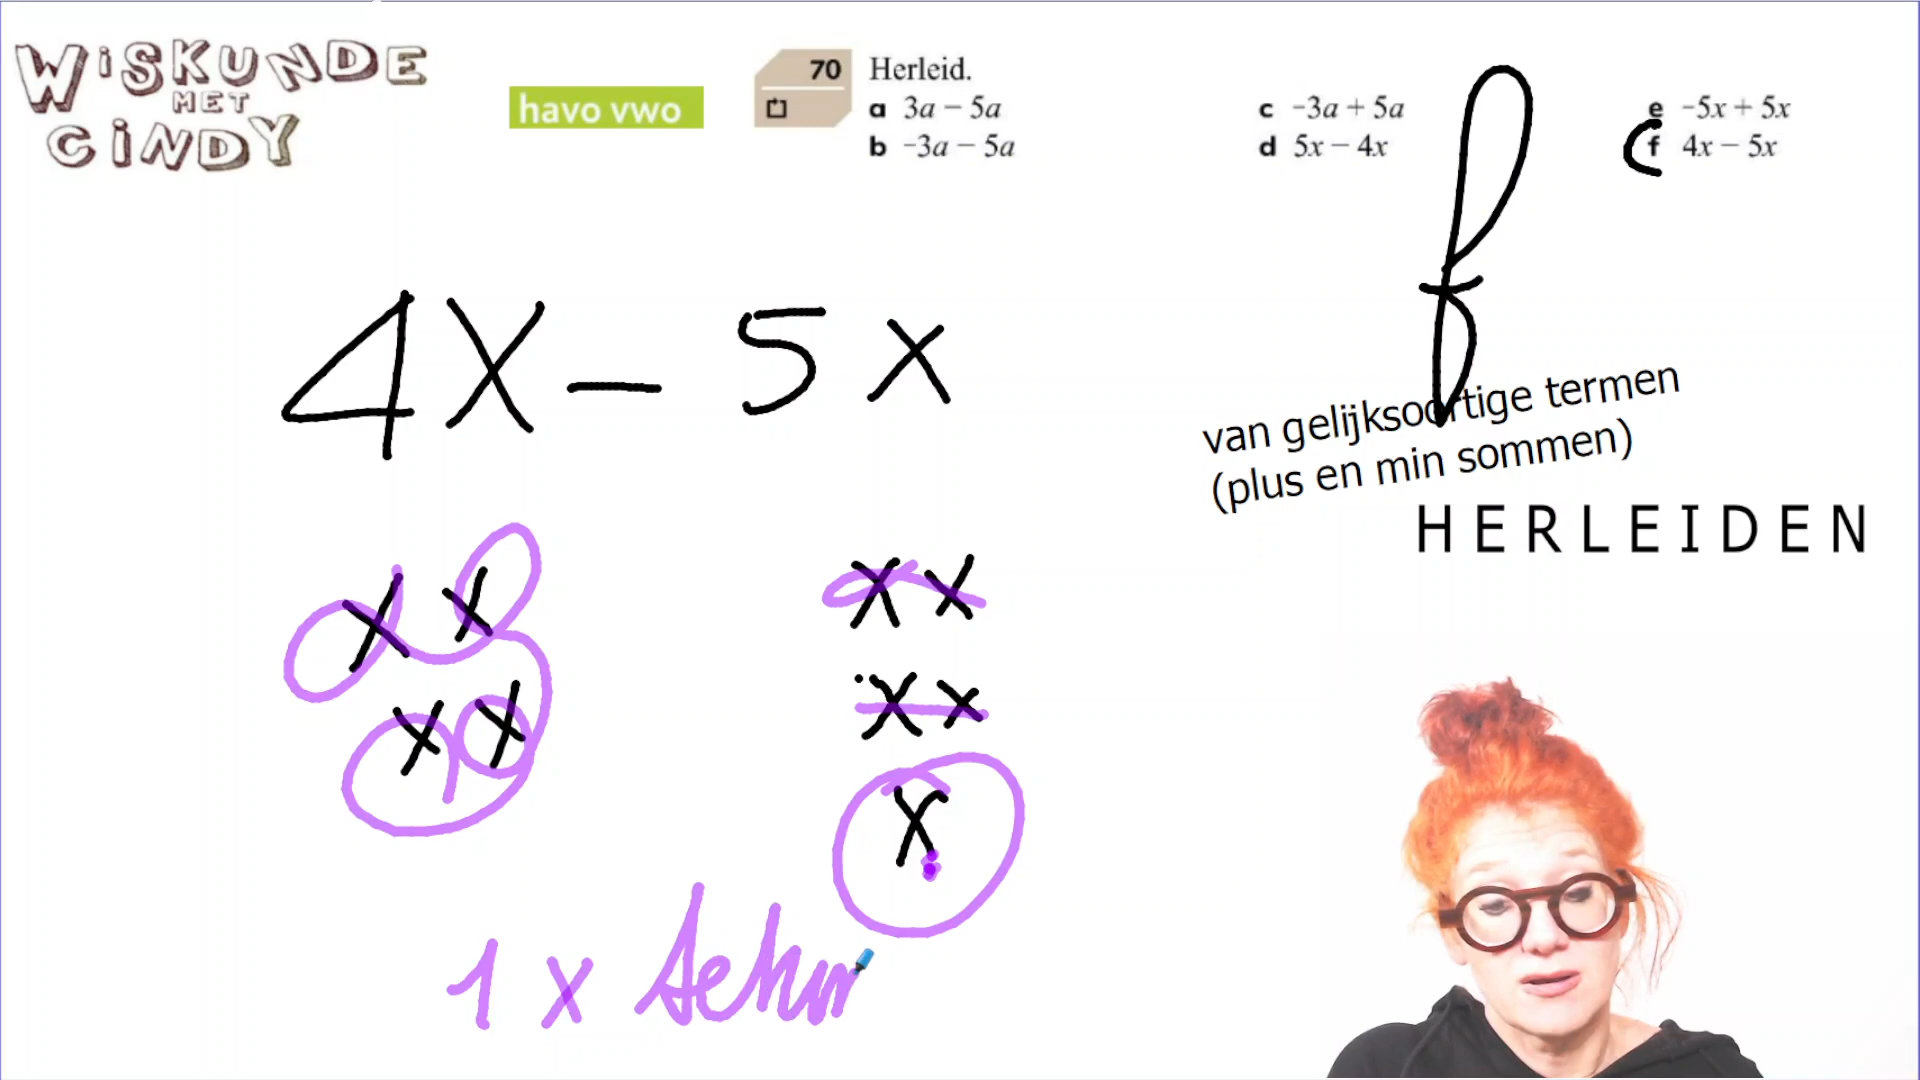 WiSKUNDE
MET
CiNDY
havo vwo
70 Herleid.
a 3a − 5a
b -3a − 5a
c -3a + 5a
d 5x − 4x
e -5x + 5x
f 4x − 5x
f
4x − 5x
van gelijksoortige termen
(plus en min sommen)
HERLEIDEN
x x
x x
x x
x x
x
1 x